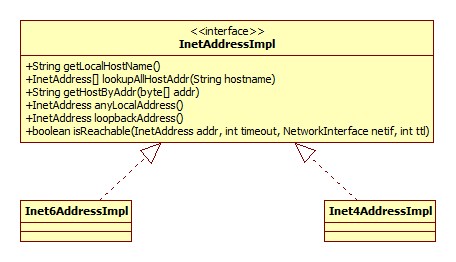 <<interface>>
InetAddressImpl
+String getLocalHostName()
+InetAddress[] lookupAllHostAddr(String hostname)
+String getHostByAddr(byte[] addr)
+InetAddress anyLocalAddress()
+InetAddress loopbackAddress()
+boolean isReachable(InetAddress addr, int timeout, NetworkInterface netif, int ttl)
Inet6AddressImpl
Inet4AddressImpl